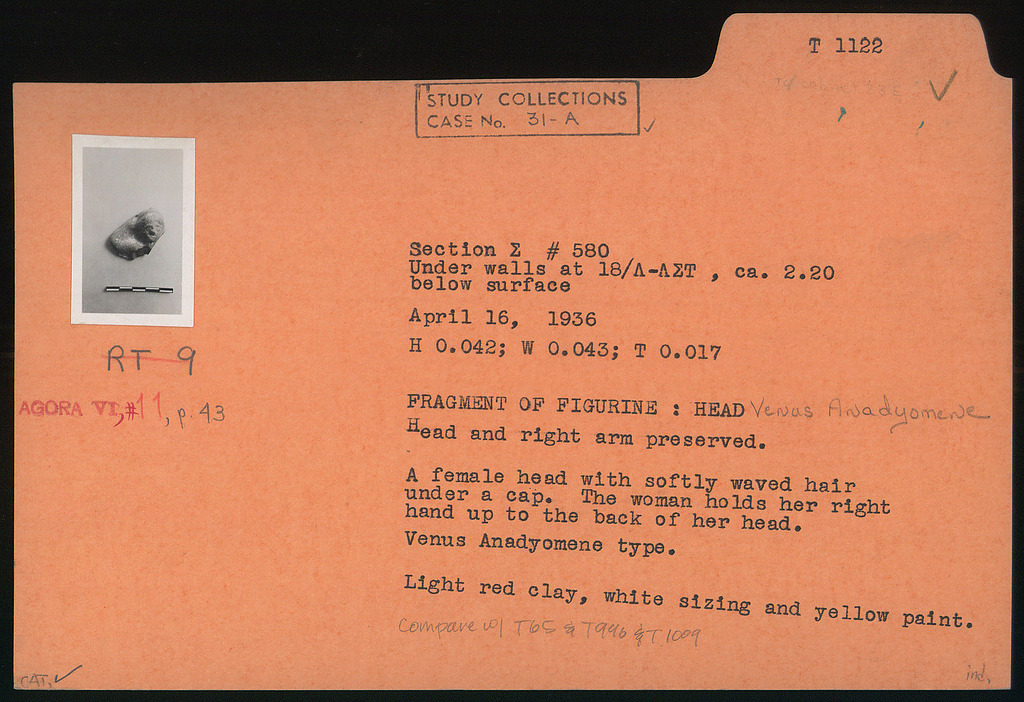 T 1122
STUDY COLLECTIONS
CASE No. 31-A
Section Σ # 580
Under walls at 18/Λ-ΛΣΤ , ca. 2.20
below surface
April 16, 1936
H 0.042; W 0.043; T 0.017
RT 9
AGORA VI, #11, p. 43
FRAGMENT OF FIGURINE : HEAD Venus Anadyomene
Head and right arm preserved.
A female head with softly waved hair
under a cap. The woman holds her right
hand up to the back of her head.
Venus Anadyomene type.
Light red clay, white sizing and yellow paint.
Compare w/ T65 & T996 & T1009
CAT.
ind.